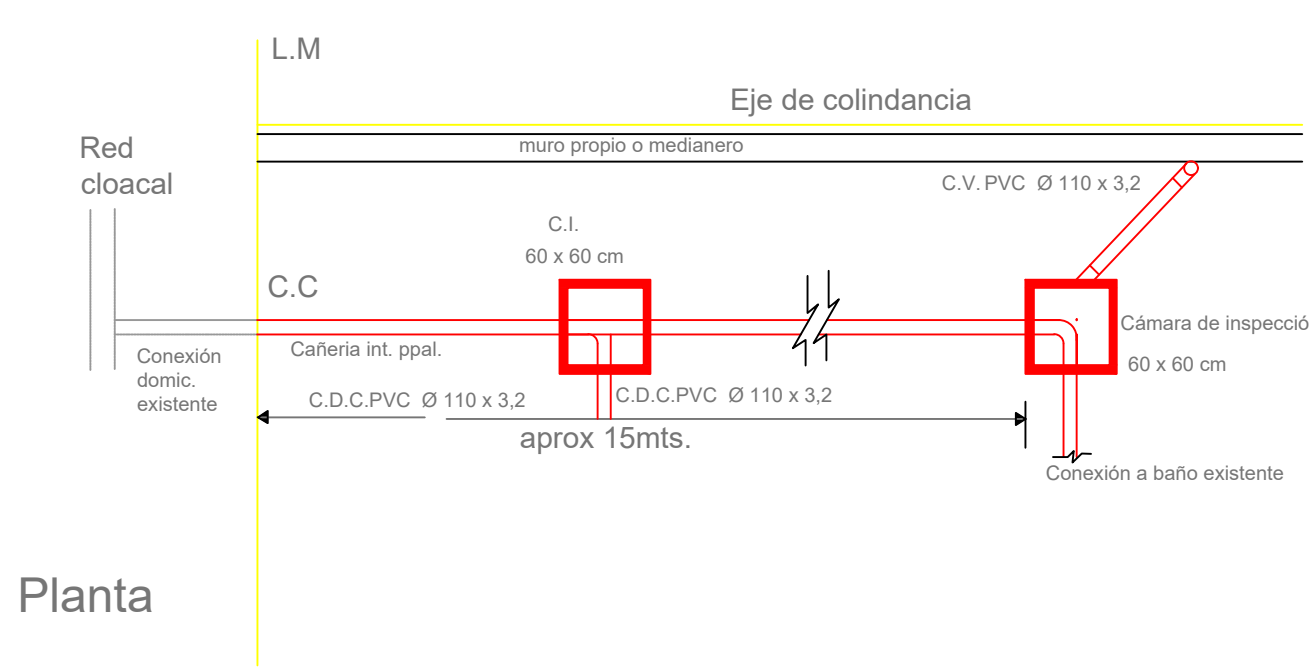 L.M
Eje de colindancia
Red
cloacal
muro propio o medianero
C.V. PVC Ø 110 x 3,2
C.I.
60 x 60 cm
C.C
Cámara de inspecció
60 x 60 cm
Conexión
domic.
existente
Cañeria int. ppal.
C.D.C.PVC Ø 110 x 3,2
C.D.C.PVC Ø 110 x 3,2
aprox 15mts.
Conexión a baño existente
Planta